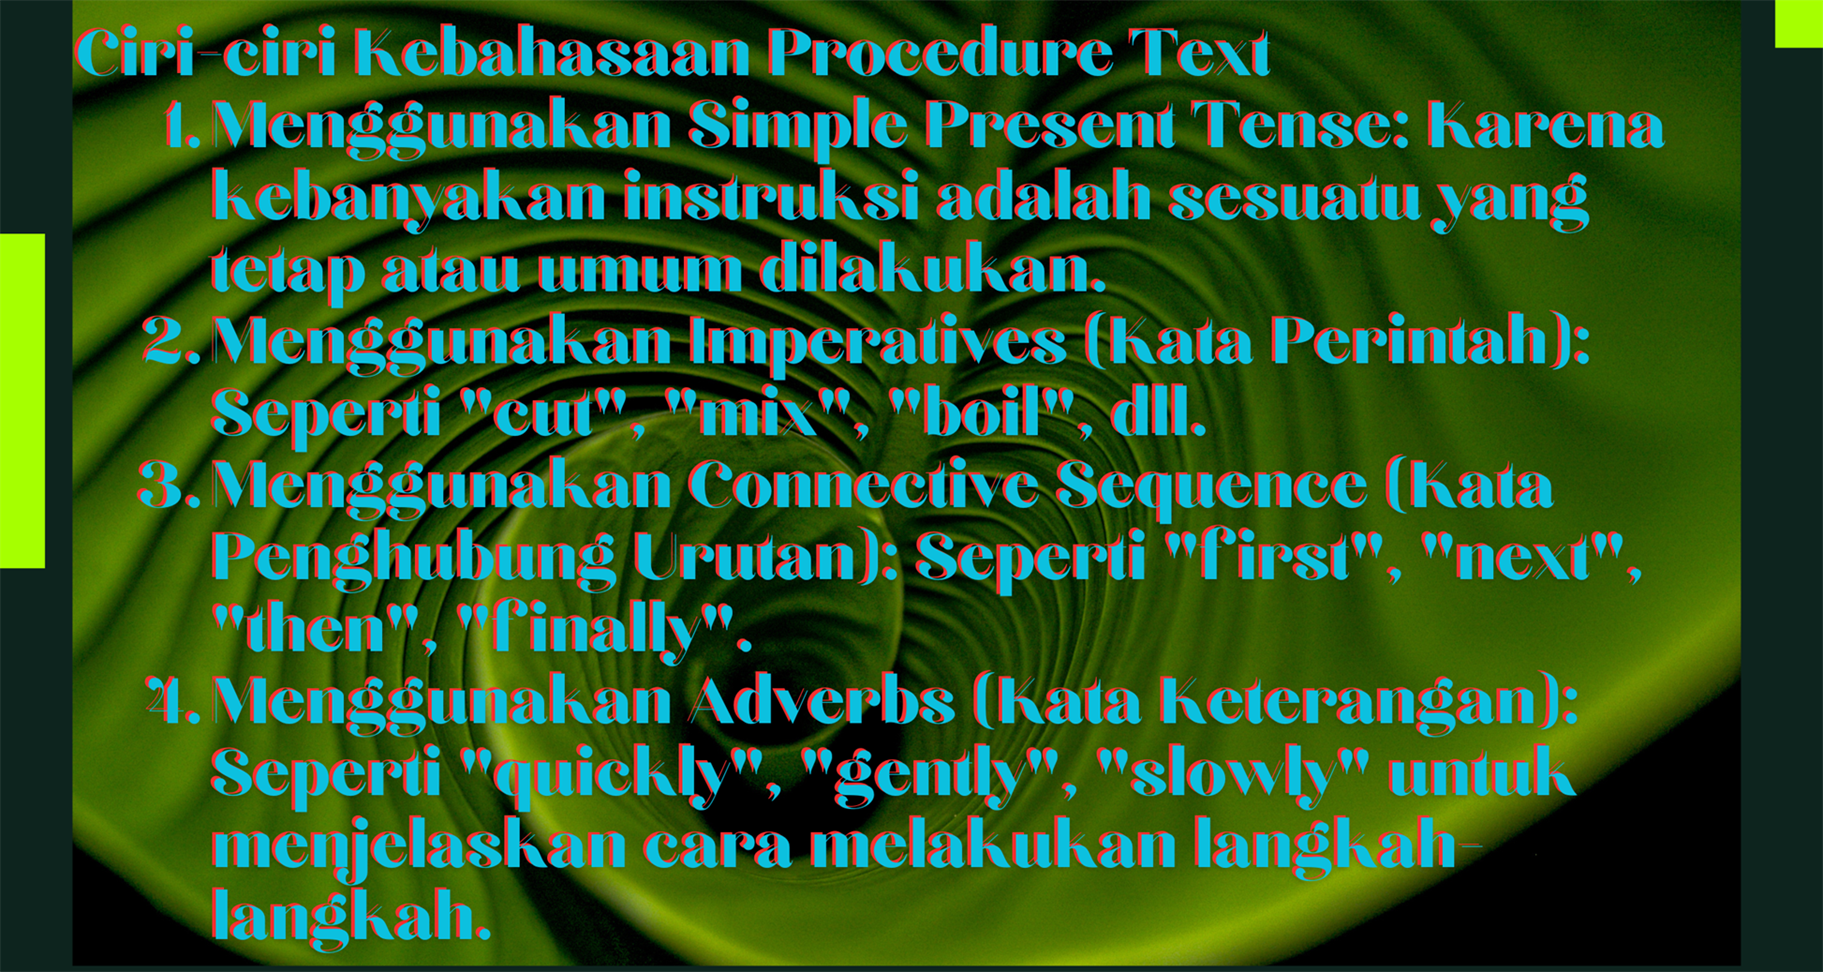 Ciri-ciri Kebahasaan Procedure Text
1. Menggunakan Simple Present Tense: Karena
kebanyakan instruksi adalah sesuatu yang
tetap atau umum dilakukan.
2. Menggunakan Imperatives (Kata Perintah):
Seperti "cut", "mix", "boil", dll.
3. Menggunakan Connective Sequence (Kata
Penghubung Urutan): Seperti "first", "next",
"then", "finally".
4. Menggunakan Adverbs (Kata Keterangan):
Seperti "quickly", "gently", "slowly" untuk
menjelaskan cara melakukan langkah-
langkah.